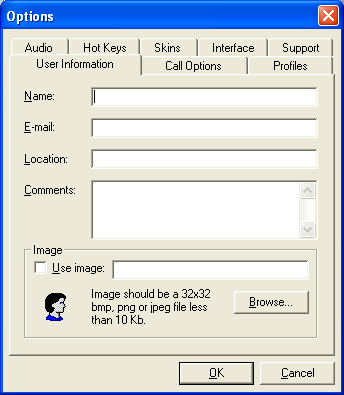 Options
Audio Hot Keys Skins Interface Support
User Information Call Options Profiles
Name:
E-mail:
Location:
Comments:
Image
Use image:
Image should be a 32x32
bmp, png or jpeg file less
than 10 Kb.
Browse...
OK Cancel